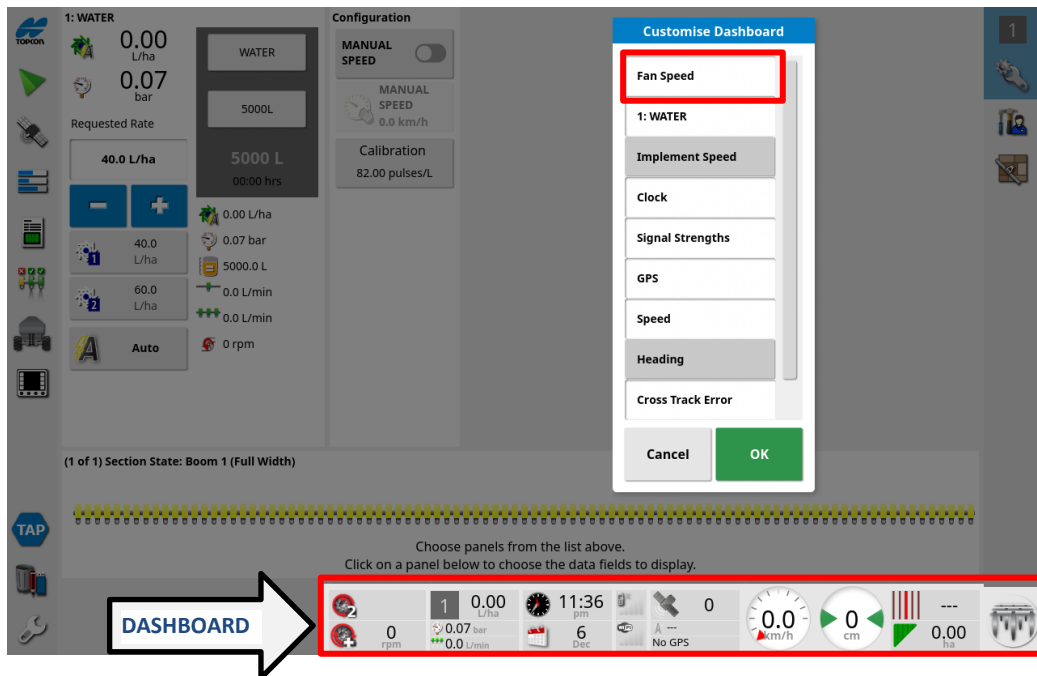 TOPCON
1: WATER
0.00
L/ha
0.07
bar
Requested Rate
40.0 L/ha
1
40.0
L/ha
2
60.0
L/ha
A
Auto
WATER
5000L
5000 L
00:00 hrs
0.00 L/ha
0.07 bar
5000.0 L
0.0 L/min
0.0 L/min
0 rpm
Configuration
MANUAL
SPEED
MANUAL
SPEED
0.0 km/h
Calibration
82.00 pulses/L
Customise Dashboard
Fan Speed
1: WATER
Implement Speed
Clock
Signal Strengths
GPS
Speed
Heading
Cross Track Error
Cancel
OK
1
(1 of 1) Section State: Boom 1 (Full Width)
TAP
Choose panels from the list above.
Click on a panel below to choose the data fields to display.
DASHBOARD
2
0
rpm
1
0.00
L/ha
0.07 bar
0.0 L/min
11:36
pm
6
Dec
0
A ---
No GPS
0.0
km/h
0
cm
---
0.00
ha